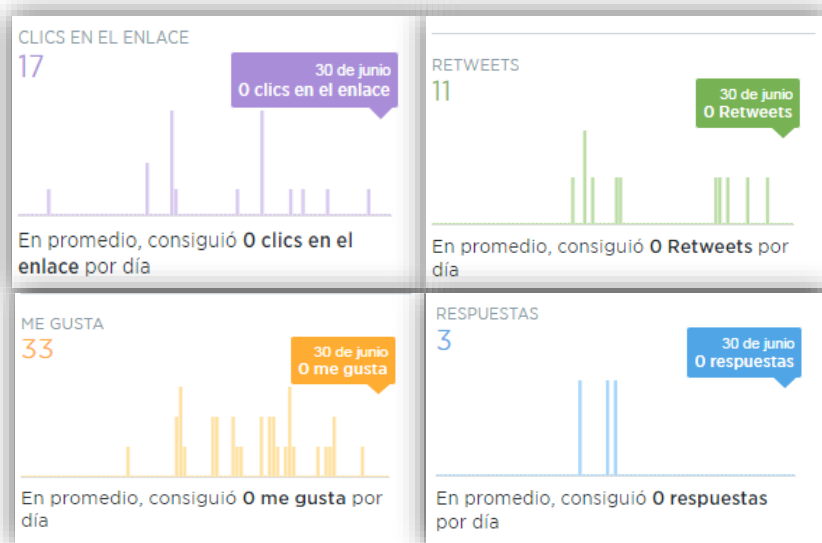 CLICS EN EL ENLACE
17
30 de junio
0 clics en el enlace
En promedio, consiguió 0 clics en el
enlace por día
RETWEETS
11
30 de junio
0 Retweets
En promedio, consiguió 0 Retweets por
día
ME GUSTA
33
30 de junio
0 me gusta
En promedio, consiguió 0 me gusta por
día
RESPUESTAS
3
30 de junio
0 respuestas
En promedio, consiguió 0 respuestas
por día